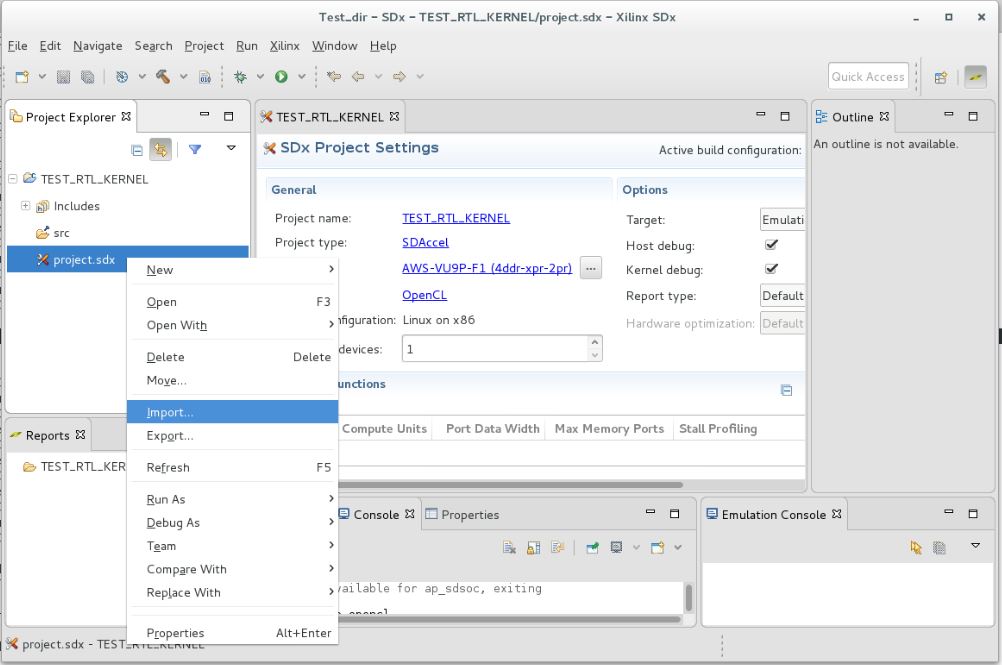 Test_dir – SDx – TEST_RTL_KERNEL/project.sdx – Xilinx SDx
File Edit Navigate Search Project Run Xilinx Window Help
Quick Access
Project Explorer
TEST_RTL_KERNEL
Includes
src
project.sdx
New
Open F3
Open With
Delete Delete
Move...
Import...
Export...
Refresh F5
Run As
Debug As
Team
Compare With
Replace With
Properties Alt+Enter
Reports
TEST_RTL_KER
TEST_RTL_KERNEL
SDx Project Settings
Active build configuration:
General
Project name: TEST_RTL_KERNEL
Project type: SDAccel
AWS-VU9P-F1 (4ddr-xpr-2pr) ...
OpenCL
figuration: Linux on x86
devices: 1
Options
Target: Emulati
Host debug:
Kernel debug:
Report type: Default
Hardware optimization: Default
unctions
Compute Units Port Data Width Max Memory Ports Stall Profiling
Outline
An outline is not available.
Console Properties
vailable for ap_sdsoc, exiting
Emulation Console
project.sdx - TEST_RTL_KERNEL